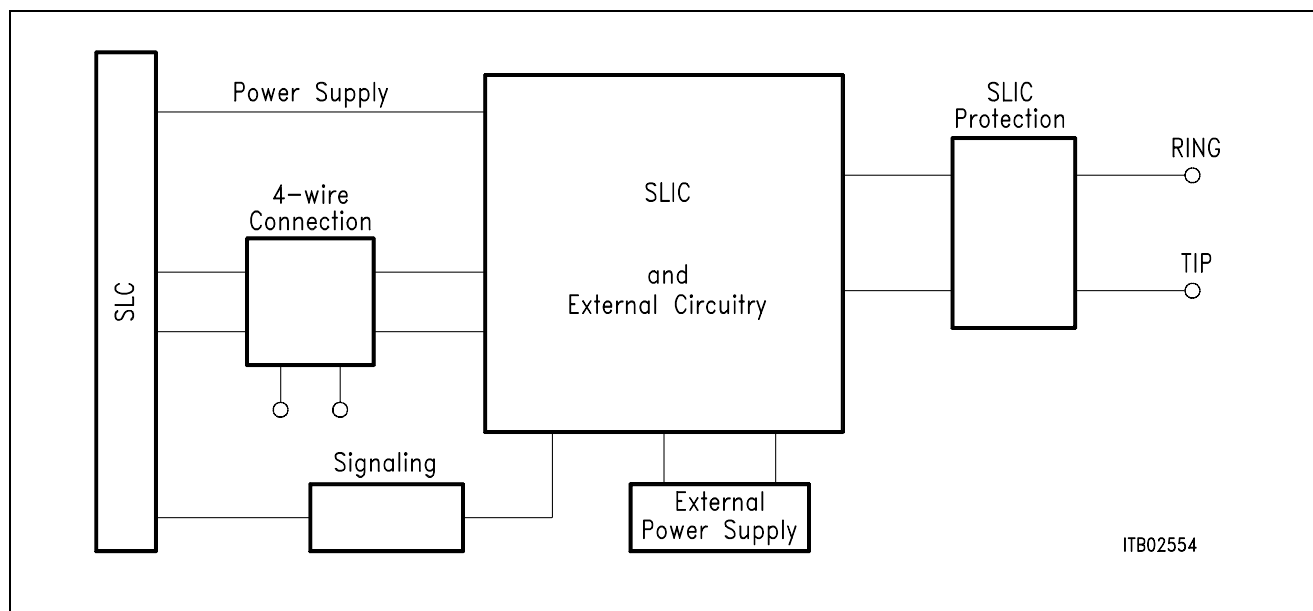 Power Supply
SLIC
Protection
RING
4-wire
Connection
SLIC
TIP
SLC
and
External Circuitry
Signaling
External
Power Supply
ITB02554